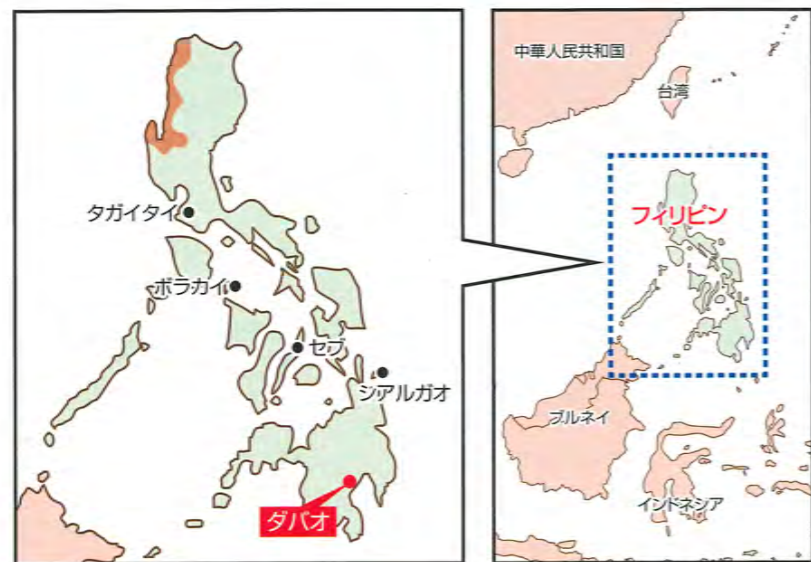 タガイタイ
ボラカイ
セブ
シアルガオ
ダバオ
中華人民共和国
台湾
フィリピン
ブルネイ
インドネシア